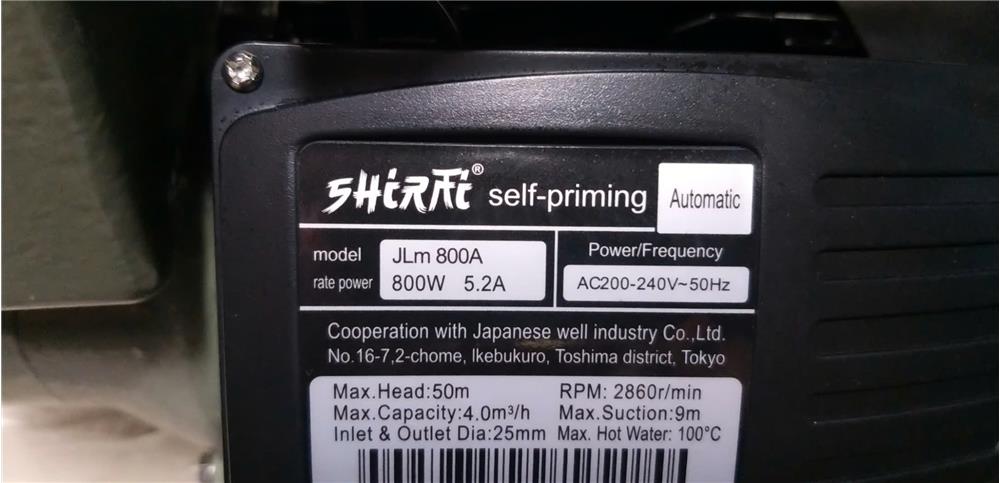 SHIRAI® self-priming Automatic
model JLm 800A
rate power 800W 5.2A
Power/Frequency
AC200-240V~50Hz
Cooperation with Japanese well industry Co.,Ltd.
No.16-7,2-chome, Ikebukuro, Toshima district, Tokyo
Max.Head:50m RPM: 2860r/min
Max.Capacity:4.0m³/h Max.Suction:9m
Inlet & Outlet Dia:25mm Max. Hot Water: 100°C